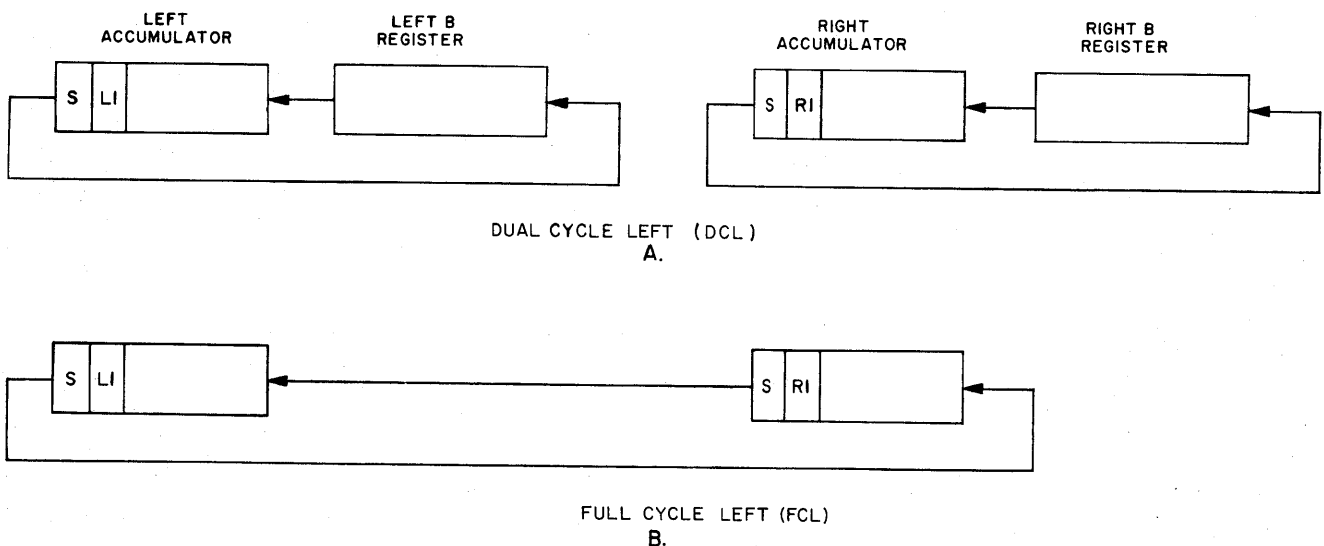 LEFT
ACCUMULATOR
LEFT B
REGISTER
RIGHT
ACCUMULATOR
RIGHT B
REGISTER
S LI
S RI
DUAL CYCLE LEFT (DCL)
A.
S LI
S RI
FULL CYCLE LEFT (FCL)
B.